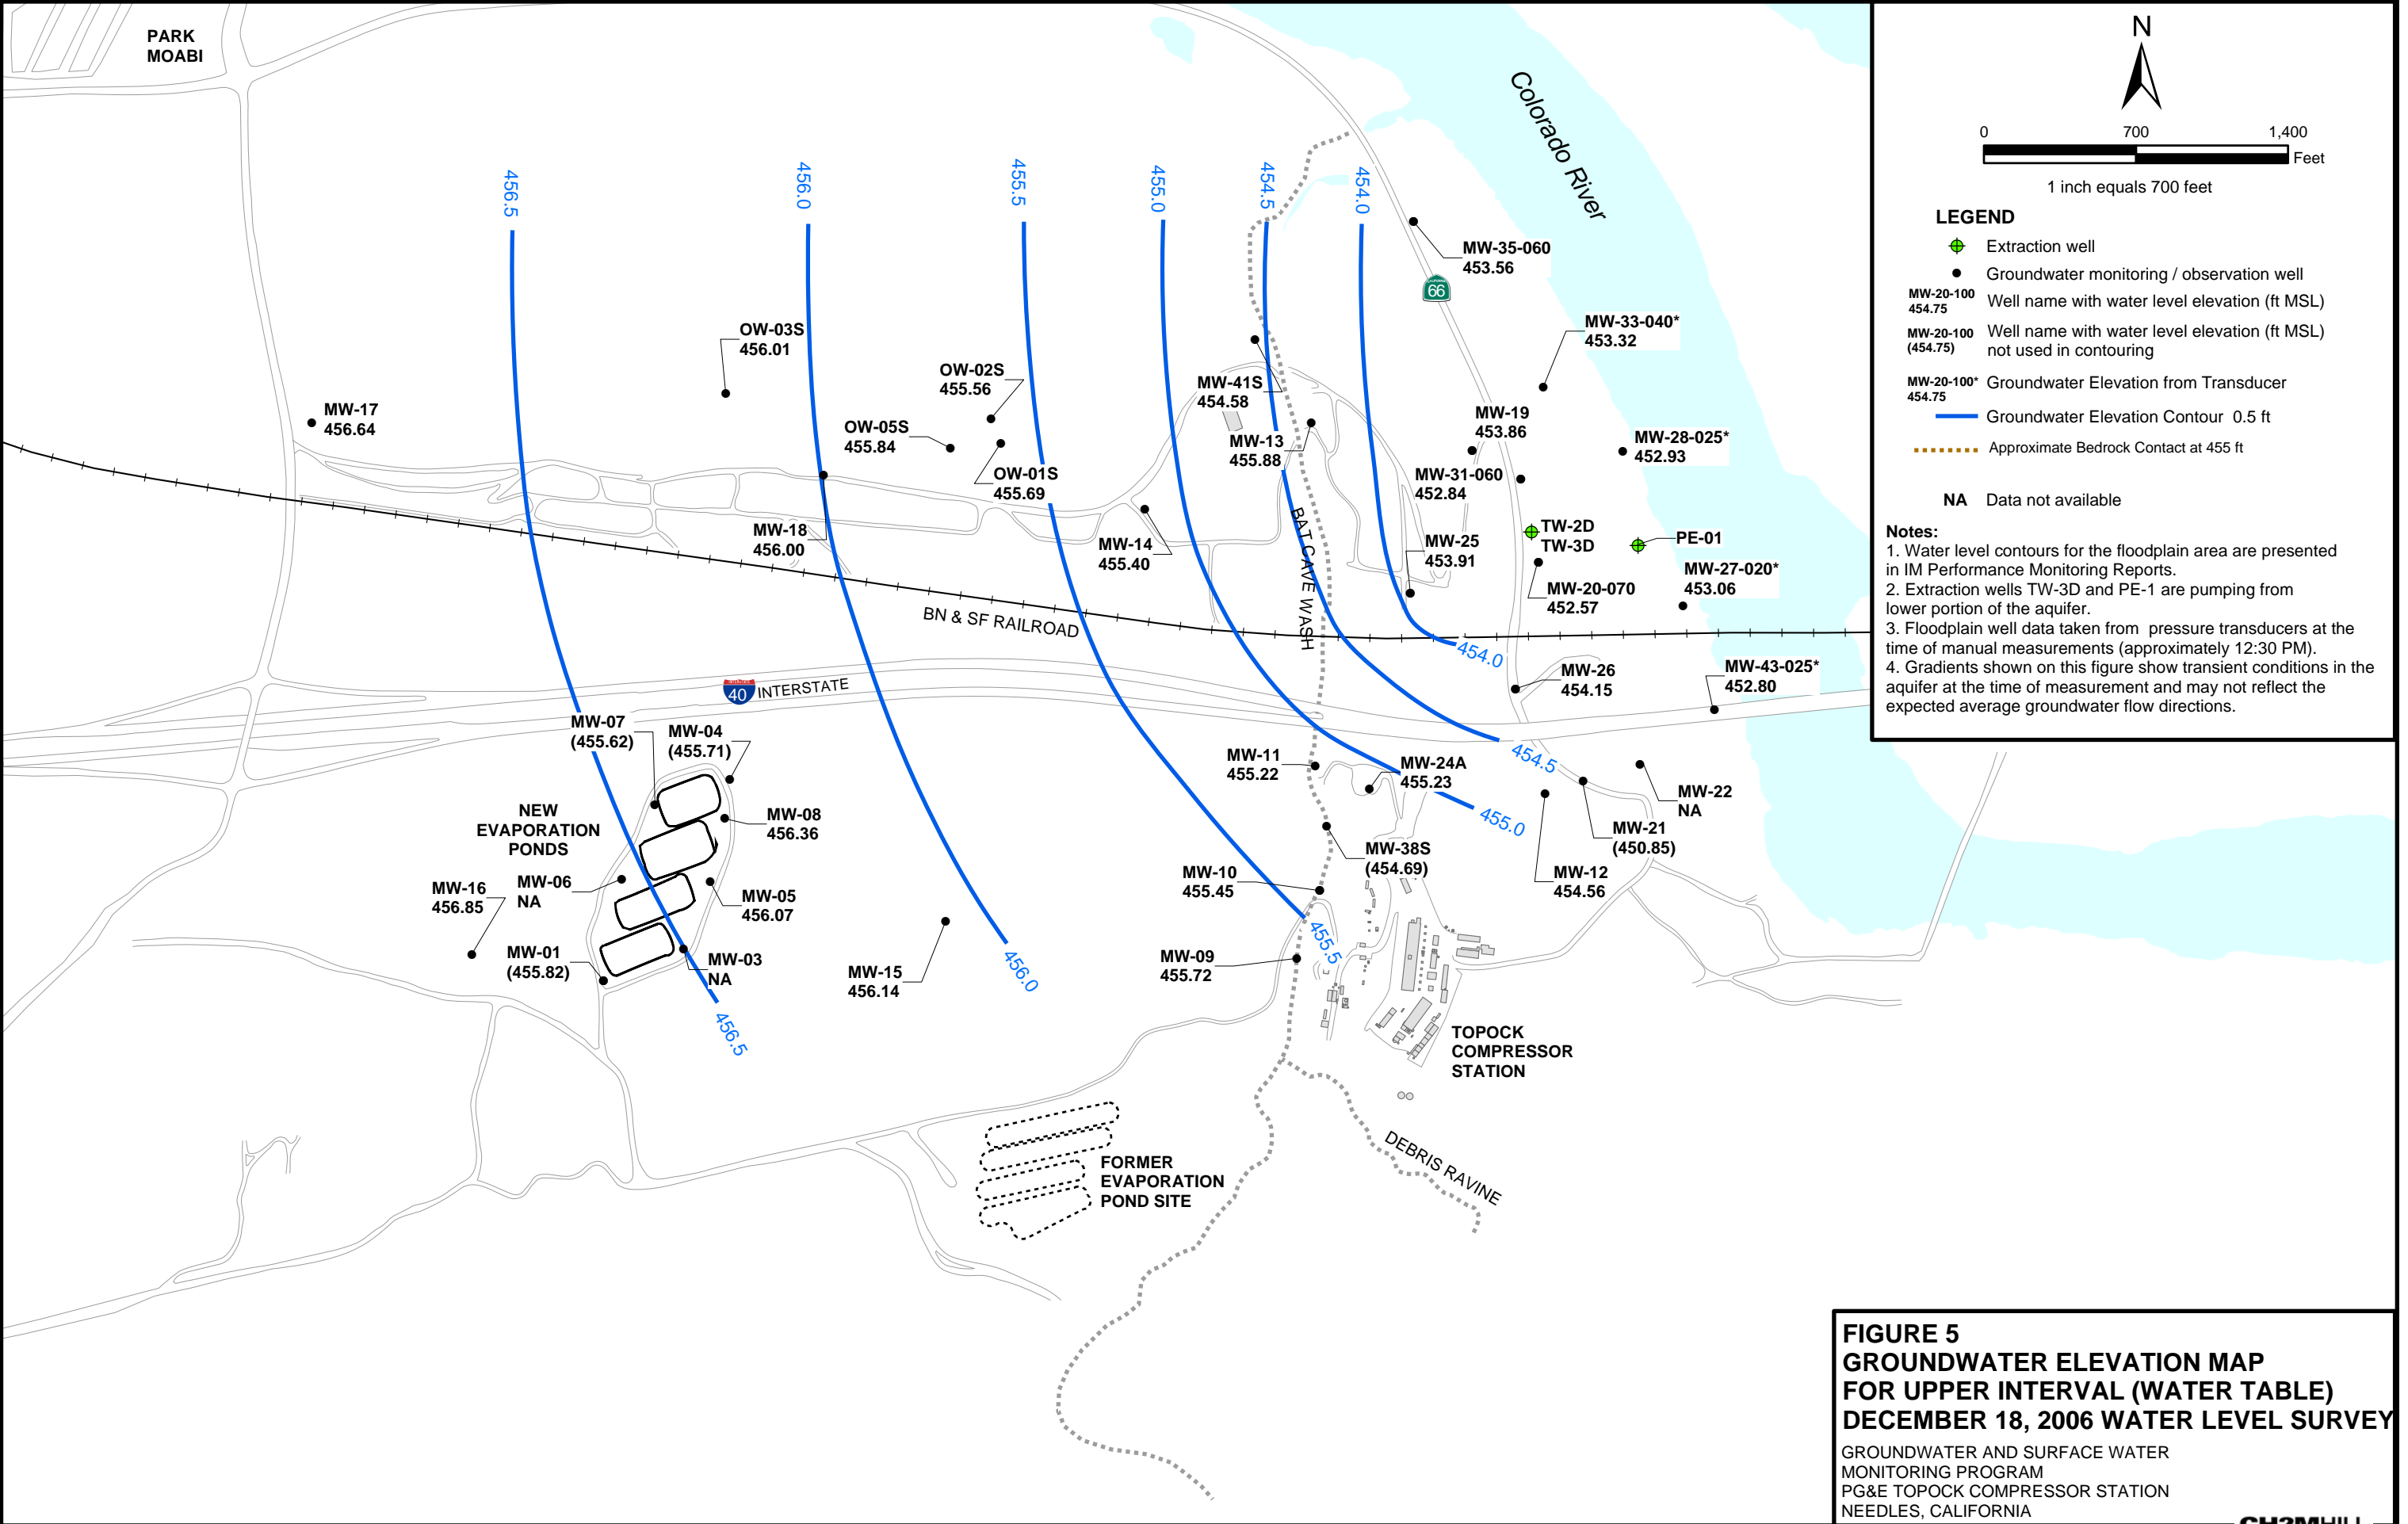 PARK
MOABI
456.5
456.0
455.5
455.0
454.5
454.0
Colorado River
MW-35-060
453.56
CALIFORNIA
66
OW-03S
456.01
MW-33-040*
453.32
OW-02S
455.56
MW-41S
454.58
MW-17
456.64
OW-05S
455.84
MW-19
453.86
MW-13
455.88
MW-28-025*
452.93
OW-01S
455.69
MW-31-060
452.84
MW-18
456.00
MW-14
455.40
BAT CAVE WASH
MW-25
453.91
TW-2D
TW-3D
PE-01
MW-27-020*
453.06
MW-20-070
452.57
BN & SF RAILROAD
454.0
MW-26
454.15
MW-43-025*
452.80
40 INTERSTATE
MW-07
(455.62)
MW-04
(455.71)
MW-11
455.22
MW-24A
455.23
454.5
MW-22
NA
NEW
EVAPORATION
PONDS
MW-08
456.36
455.0
MW-21
(450.85)
MW-38S
(454.69)
MW-10
455.45
MW-12
454.56
MW-16
456.85
MW-06
NA
MW-05
456.07
MW-01
(455.82)
MW-03
NA
MW-15
456.14
456.0
MW-09
455.72
455.5
456.5
TOPOCK
COMPRESSOR
STATION
DEBRIS RAVINE
FORMER
EVAPORATION
POND SITE
N
0 700 1,400
Feet
1 inch equals 700 feet
LEGEND
Extraction well
Groundwater monitoring / observation well
MW-20-100
454.75
Well name with water level elevation (ft MSL)
MW-20-100
(454.75)
Well name with water level elevation (ft MSL)
not used in contouring
MW-20-100*
454.75
Groundwater Elevation from Transducer
Groundwater Elevation Contour 0.5 ft
Approximate Bedrock Contact at 455 ft
NA Data not available
Notes:
1. Water level contours for the floodplain area are presented
in IM Performance Monitoring Reports.
2. Extraction wells TW-3D and PE-1 are pumping from
lower portion of the aquifer.
3. Floodplain well data taken from pressure transducers at the
time of manual measurements (approximately 12:30 PM).
4. Gradients shown on this figure show transient conditions in the
aquifer at the time of measurement and may not reflect the
expected average groundwater flow directions.
FIGURE 5
GROUNDWATER ELEVATION MAP
FOR UPPER INTERVAL (WATER TABLE)
DECEMBER 18, 2006 WATER LEVEL SURVEY
GROUNDWATER AND SURFACE WATER
MONITORING PROGRAM
PG&E TOPOCK COMPRESSOR STATION
NEEDLES, CALIFORNIA
CH2MHILL